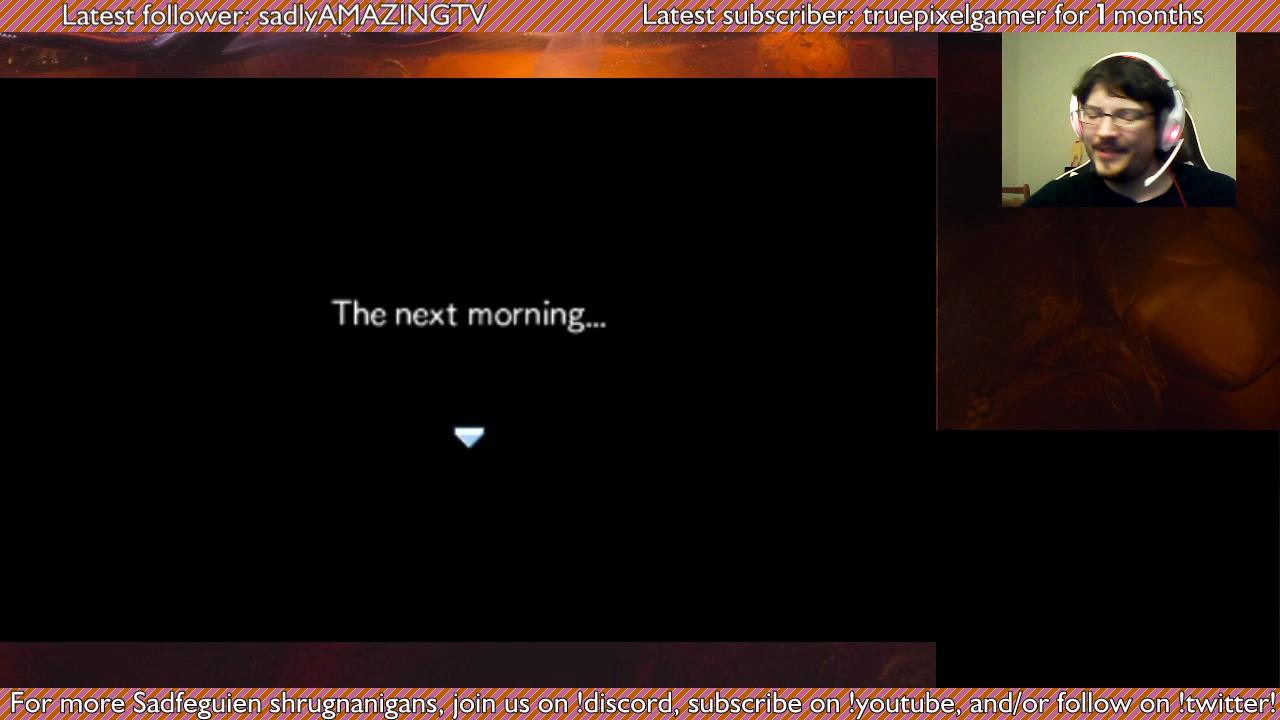 Latest follower: sadlyAMAZINGTV
Latest subscriber: truepixelgamer for 1 months
The next morning...
For more Sadfeguien shrugnanigans, join us on !discord, subscribe on !youtube, and/or follow on !twitter!